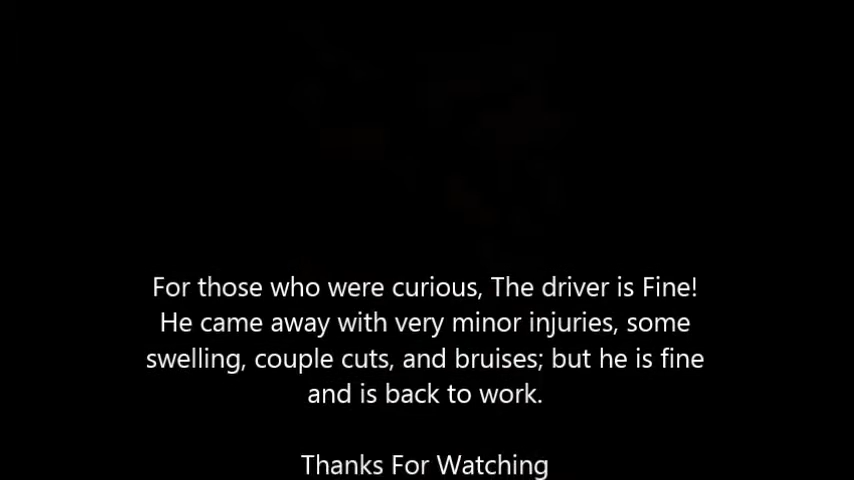 For those who were curious, The driver is Fine!
He came away with very minor injuries, some
swelling, couple cuts, and bruises; but he is fine
and is back to work.
Thanks For Watching